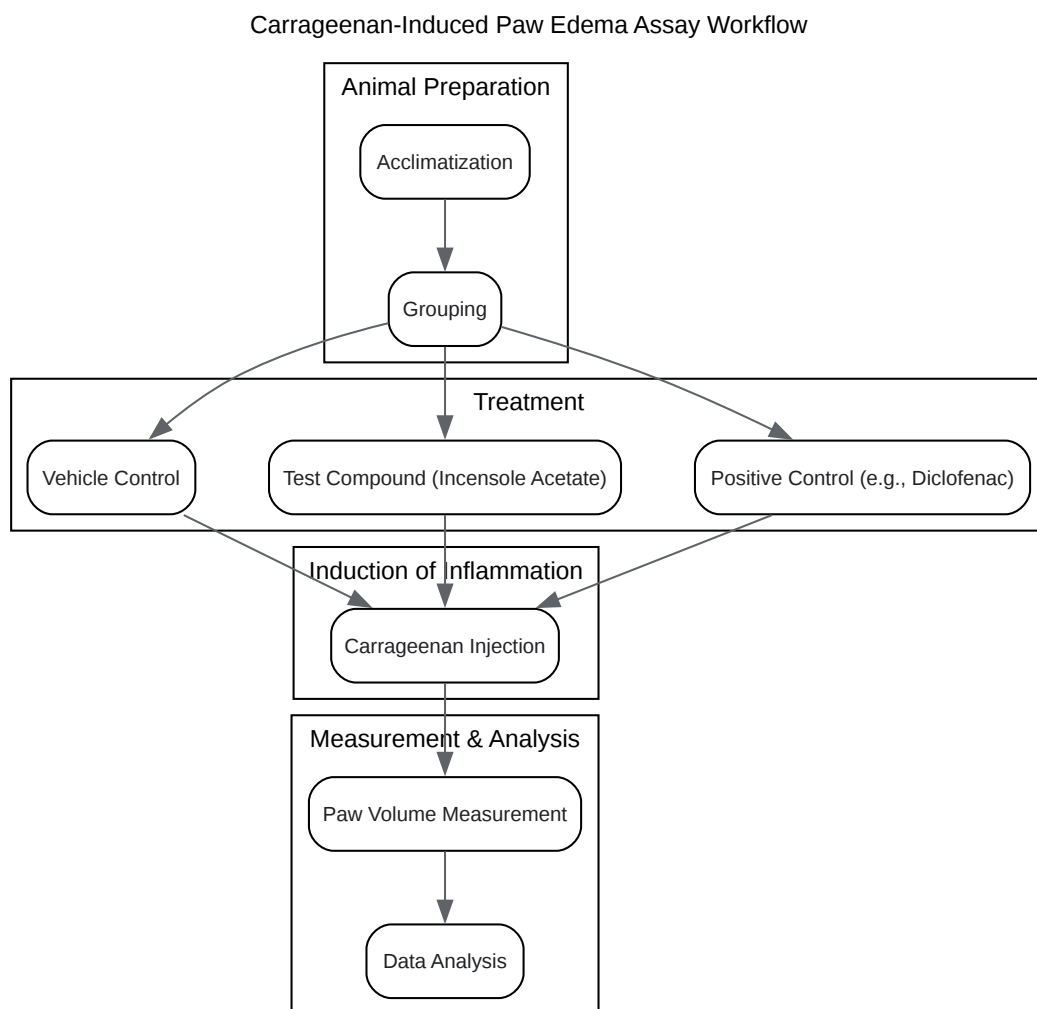 Carrageenan-Induced Paw Edema Assay Workflow
Animal Preparation
Acclimatization
Grouping
Treatment
Vehicle Control
Test Compound (Incensole Acetate)
Positive Control (e.g., Diclofenac)
Induction of Inflammation
Carrageenan Injection
Measurement & Analysis
Paw Volume Measurement
Data Analysis